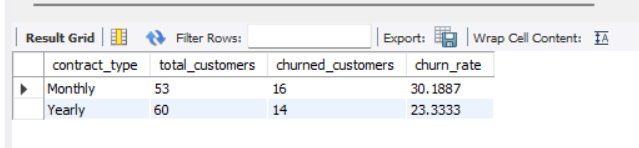 Result Grid Filter Rows: Export: Wrap Cell Content: IA
contract_type total_customers churned_customers churn_rate
Monthly 53 16 30.1887
Yearly 60 14 23.3333